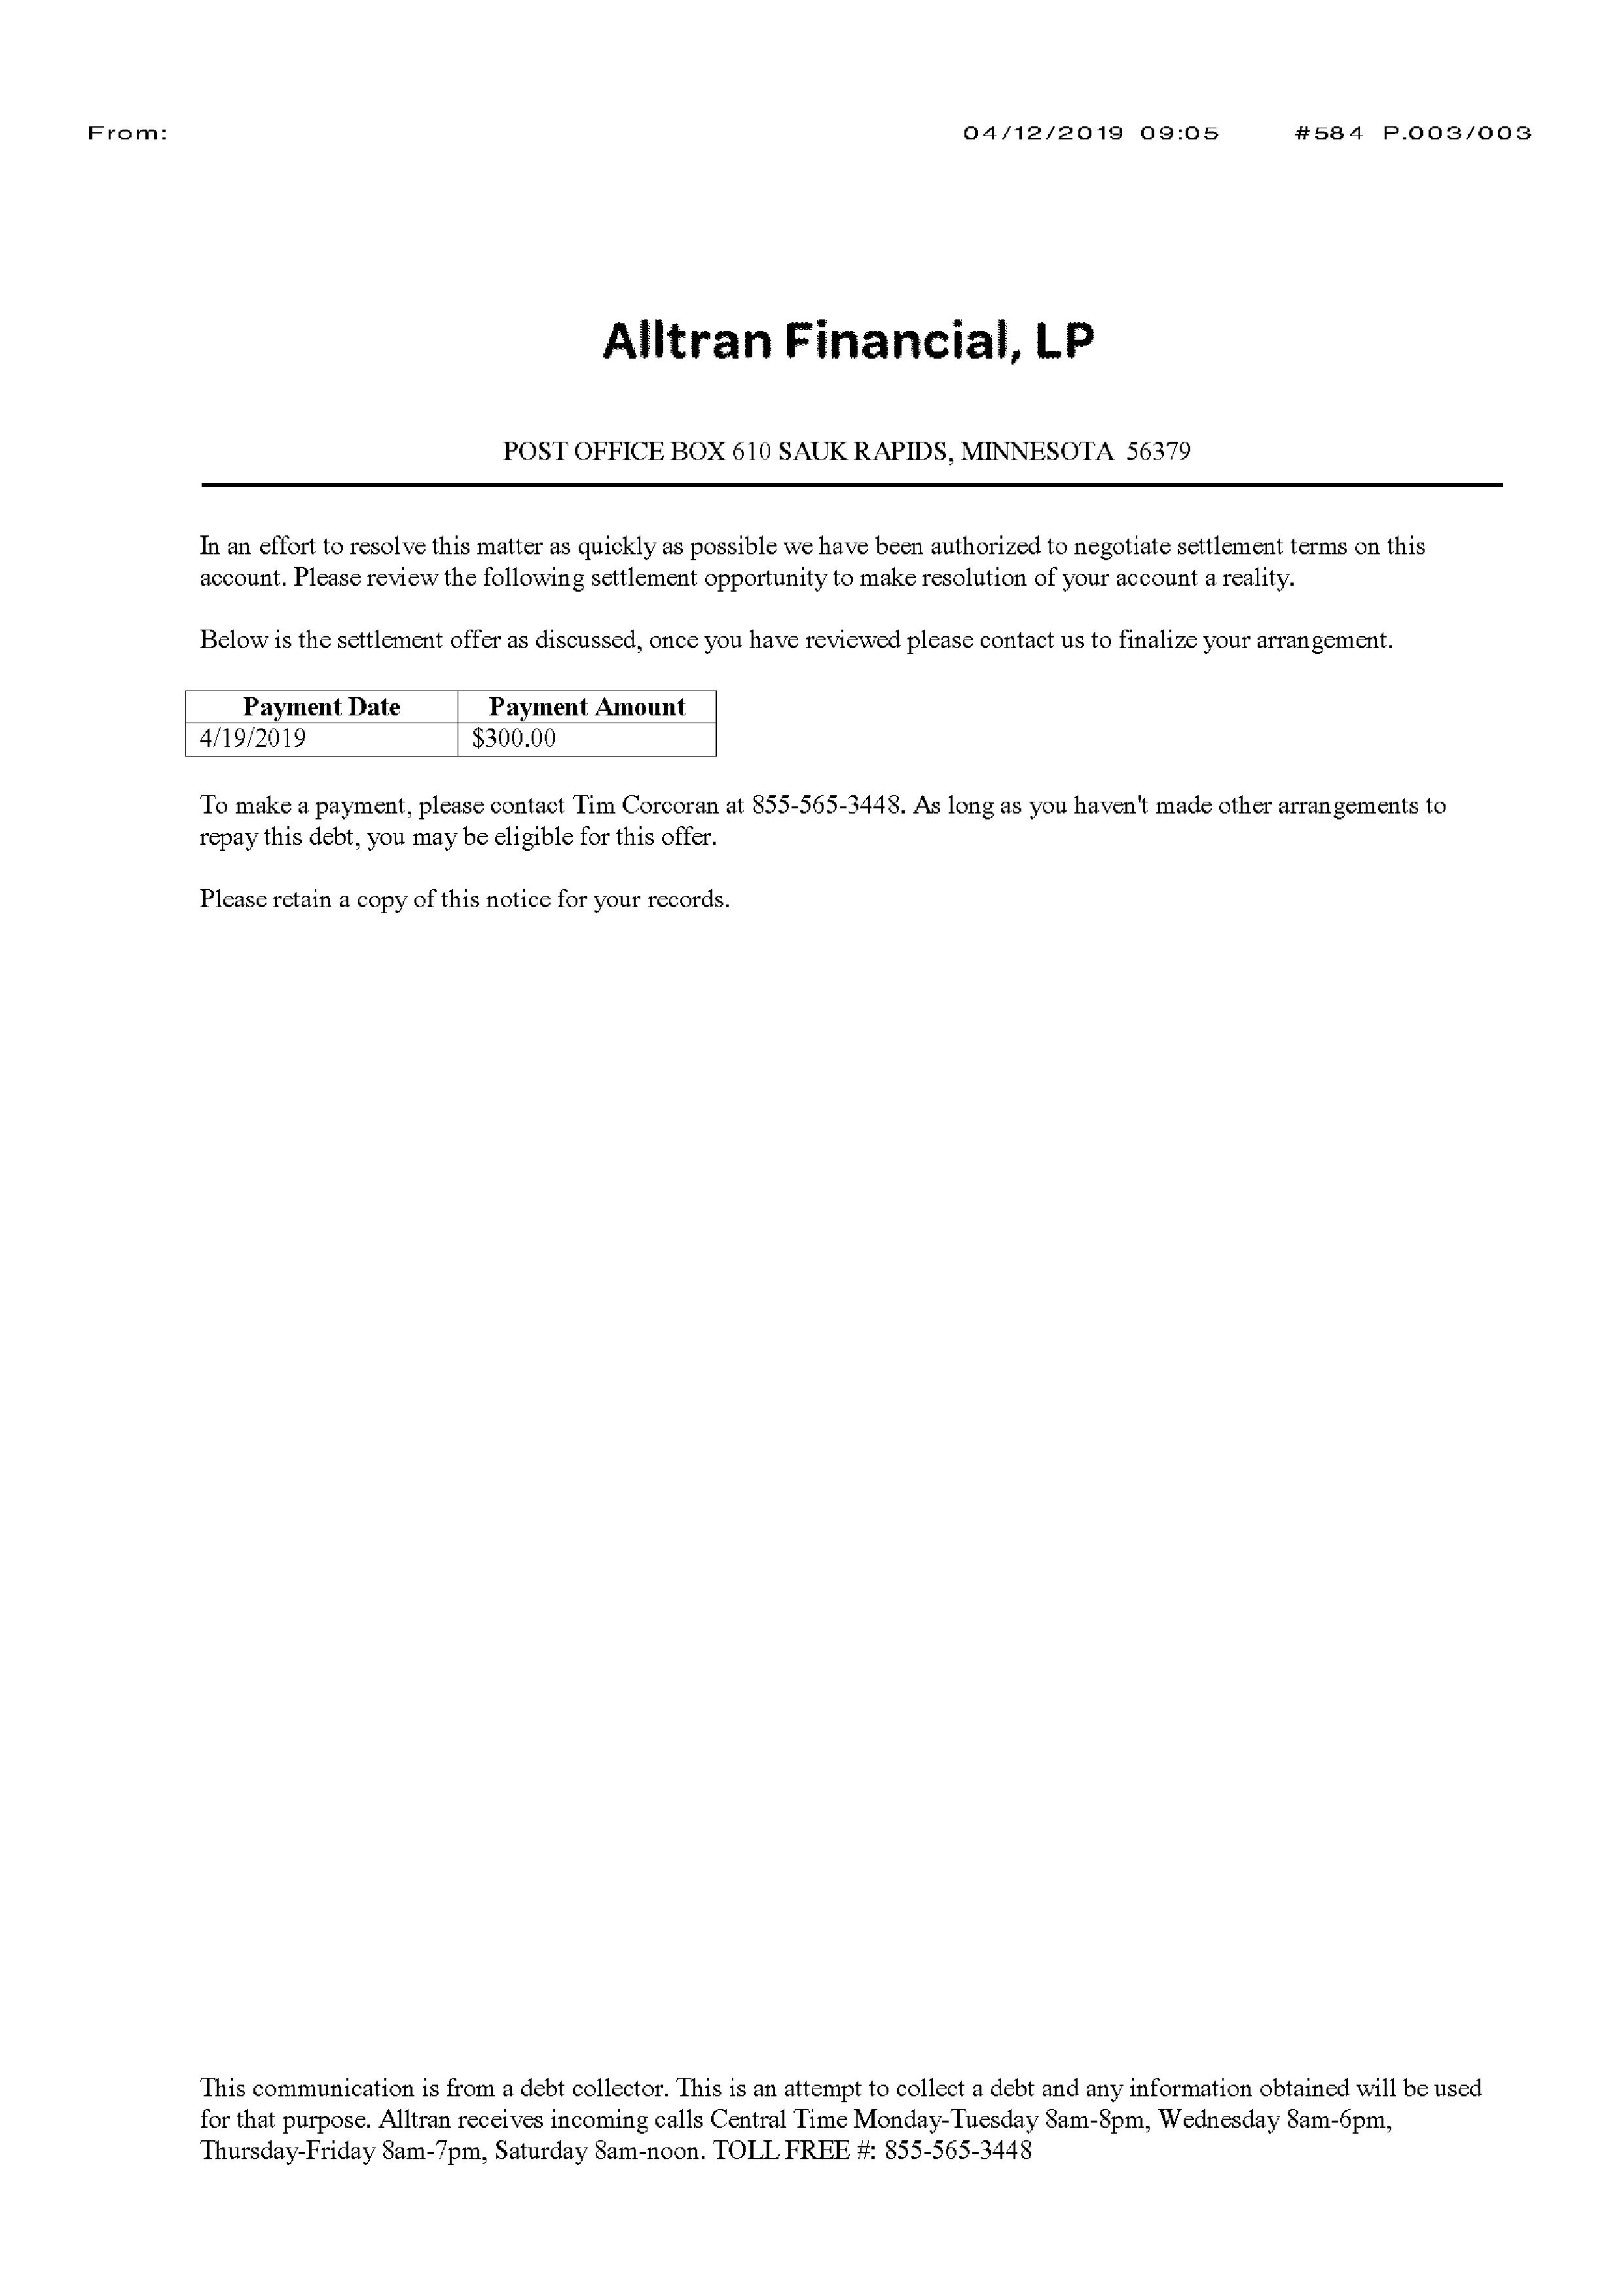 From: 04/12/2019 09:05 #584 P.003/003
Alltran Financial, LP
POST OFFICE BOX 610 SAUK RAPIDS, MINNESOTA 56379
In an effort to resolve this matter as quickly as possible we have been authorized to negotiate settlement terms on this
account. Please review the following settlement opportunity to make resolution of your account a reality.
Below is the settlement offer as discussed, once you have reviewed please contact us to finalize your arrangement.
Payment Date Payment Amount
4/19/2019 $300.00
To make a payment, please contact Tim Corcoran at 855-565-3448. As long as you haven't made other arrangements to
repay this debt, you may be eligible for this offer.
Please retain a copy of this notice for your records.
This communication is from a debt collector. This is an attempt to collect a debt and any information obtained will be used
for that purpose. Alltran receives incoming calls Central Time Monday-Tuesday 8am-8pm, Wednesday 8am-6pm,
Thursday-Friday 8am-7pm, Saturday 8am-noon. TOLL FREE #: 855-565-3448